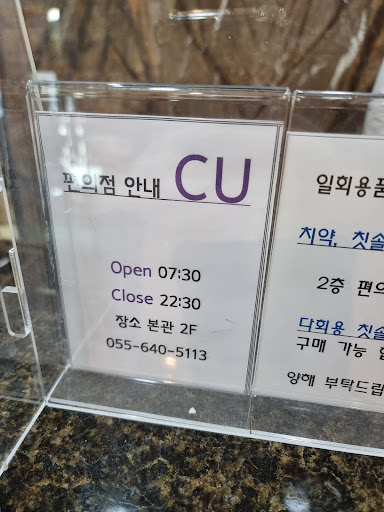 편의점 안내 CU
Open 07:30
Close 22:30
장소 본관 2F
055-640-5113
일회용품
치약, 칫솔
2층 편의
다회용 칫솔
구매 가능
양해 부탁드립